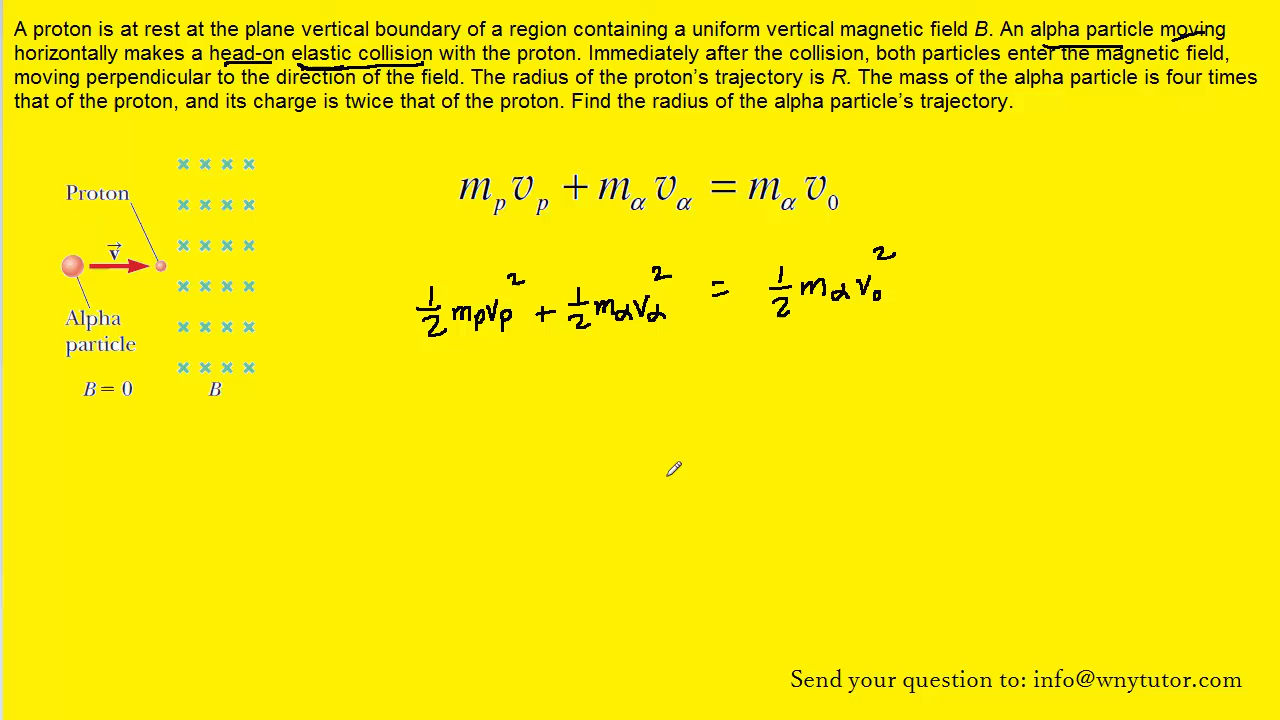 A proton is at rest at the plane vertical boundary of a region containing a uniform vertical magnetic field B. An alpha particle moving
horizontally makes a head-on elastic collision with the proton. Immediately after the collision, both particles enter the magnetic field,
moving perpendicular to the direction of the field. The radius of the proton's trajectory is R. The mass of the alpha particle is four times
that of the proton, and its charge is twice that of the proton. Find the radius of the alpha particle's trajectory.
Proton
v⃗
Alpha
particle
B = 0
B
× × × ×
× × × ×
× × × ×
× × × ×
× × × ×
× × × ×
m_p v_p + m_α v_α = m_α v_0
1/2 m_p v_p^2 + 1/2 m_α v_α^2 = 1/2 m_α v_0^2
Send your question to: info@wnytutor.com